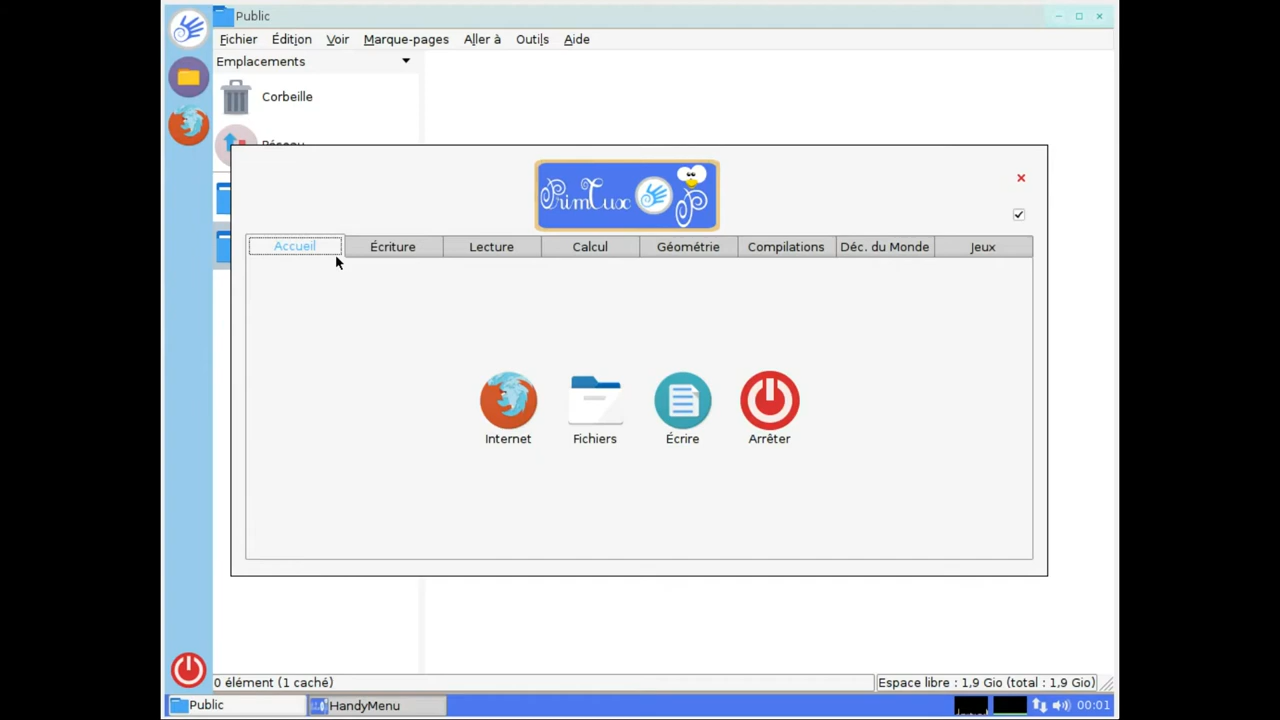 Public
Fichier Édition Voir Marque-pages Aller à Outils Aide
Emplacements
Corbeille
Réseau
PrimTux
Accueil Écriture Lecture Calcul Géométrie Compilations Déc. du Monde Jeux
Internet Fichiers Écrire Arrêter
0 élément (1 caché) Espace libre : 1,9 Gio (total : 1,9 Gio)
Public HandyMenu 00:01